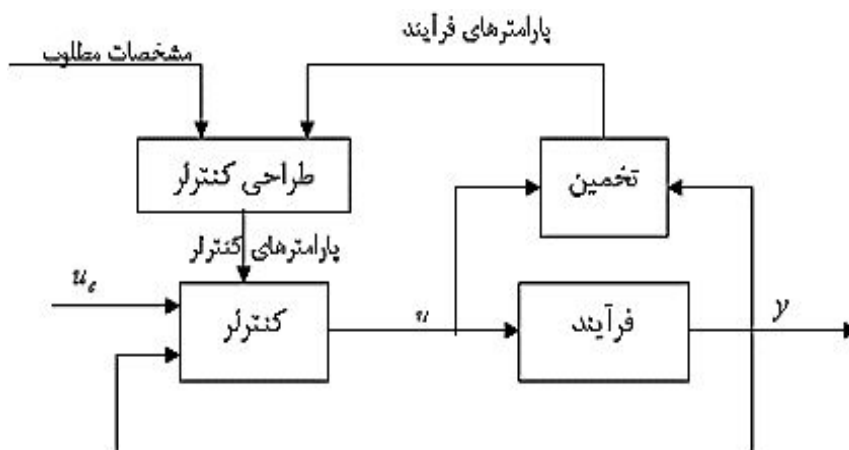 پارامترهای فرآیند
مشخصات مطلوب
طراحی کنترلر
تخمین
پارامترهای کنترلر
u_c
کنترلر
u
فرآیند
y